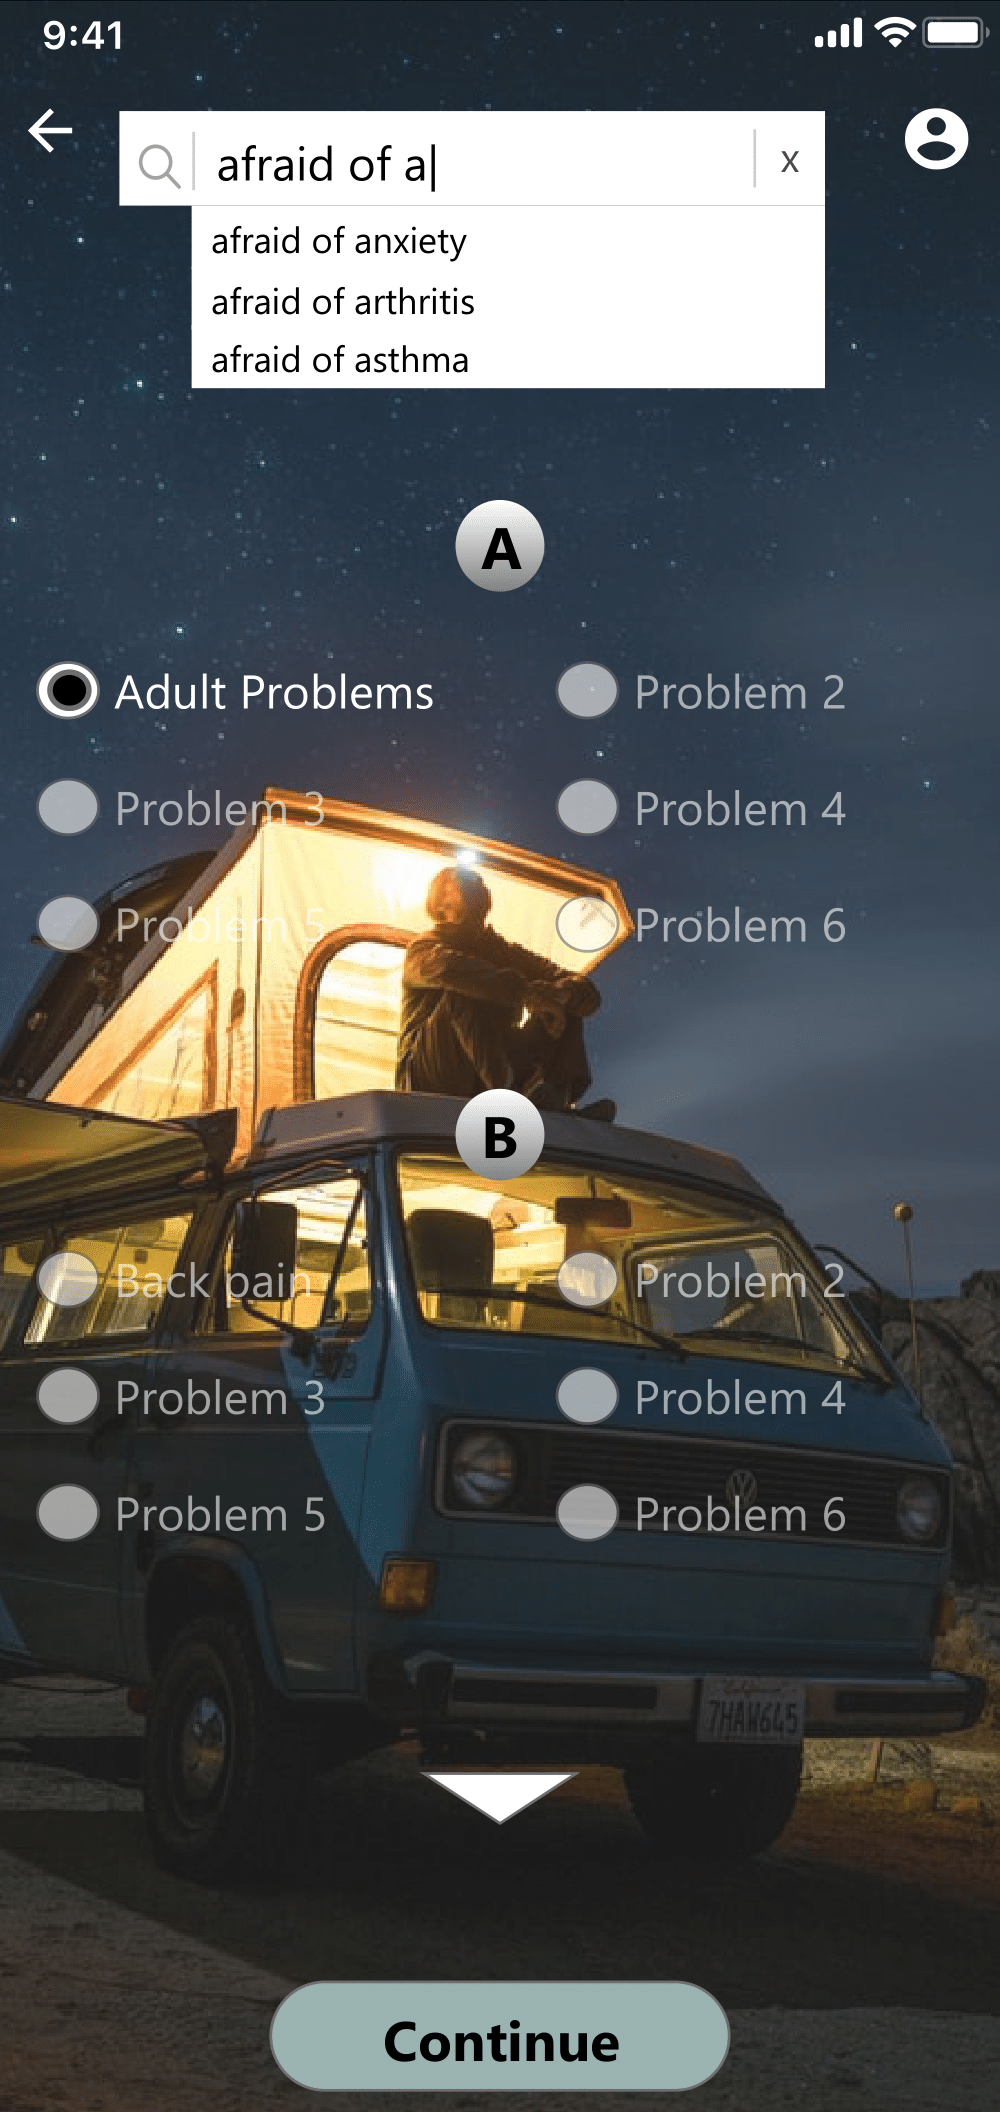 9:41
afraid of a
x
afraid of anxiety
afraid of arthritis
afraid of asthma
A
Adult Problems
Problem 2
Problem 3
Problem 4
Problem 5
Problem 6
B
Back pain
Problem 2
Problem 3
Problem 4
Problem 5
Problem 6
7HAW645
Continue